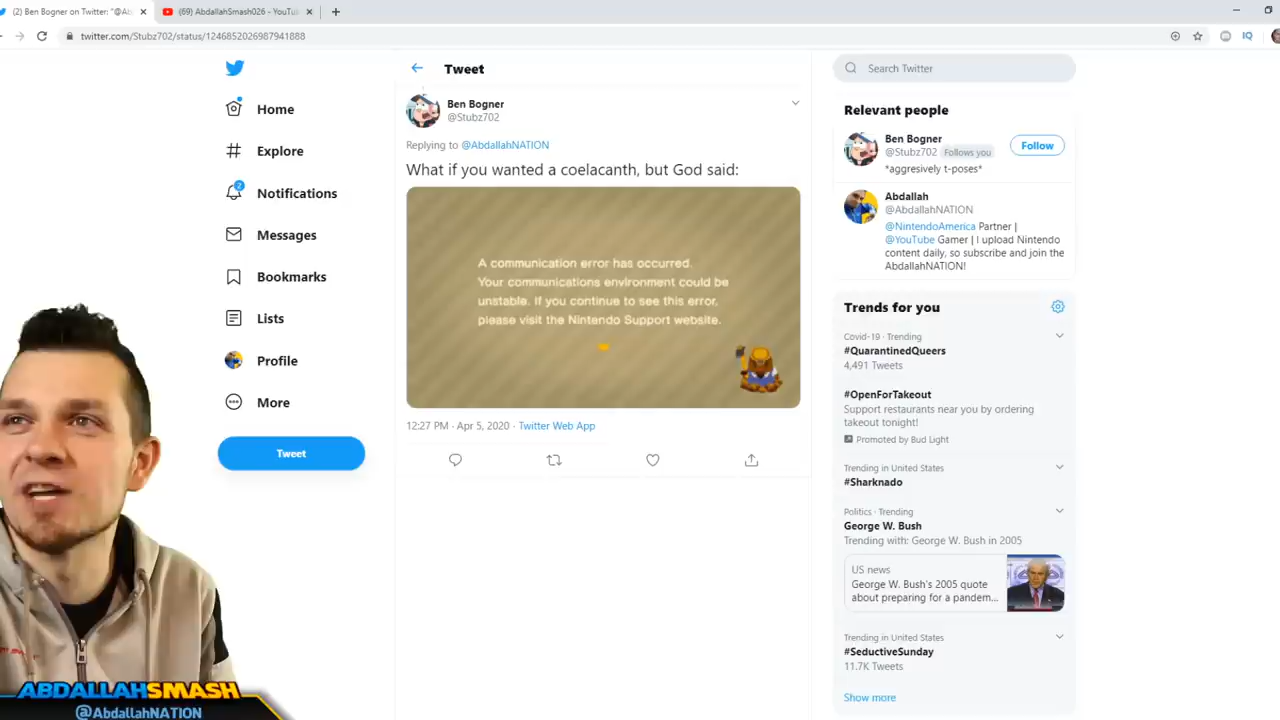 (2) Ben Bogner on Twitter: "@Ab
(69) AbdallahSmash026 - YouTu
twitter.com/Stubz702/status/1246852026987941888
IQ
Home
Explore
2
Notifications
Messages
Bookmarks
Lists
Profile
More
Tweet
Tweet
Ben Bogner
@Stubz702
Replying to @AbdallahNATION
What if you wanted a coelacanth, but God said:
A communication error has occurred.
Your communications environment could be
unstable. If you continue to see this error,
please visit the Nintendo Support website.
12:27 PM · Apr 5, 2020 · Twitter Web App
Search Twitter
Relevant people
Ben Bogner
@Stubz702 Follows you
Follow
*aggresively t-poses*
Abdallah
@AbdallahNATION
@NintendoAmerica Partner |
@YouTube Gamer | I upload Nintendo
content daily, so subscribe and join the
AbdallahNATION!
Trends for you
Covid-19 · Trending
#QuarantinedQueers
4,491 Tweets
#OpenForTakeout
Support restaurants near you by ordering
takeout tonight!
Promoted by Bud Light
Trending in United States
#Sharknado
Politics · Trending
George W. Bush
Trending with: George W. Bush in 2005
US news
George W. Bush's 2005 quote
about preparing for a pandem...
Trending in United States
#SeductiveSunday
11.7K Tweets
Show more
ABDALLAHSMASH
@AbdallahNATION